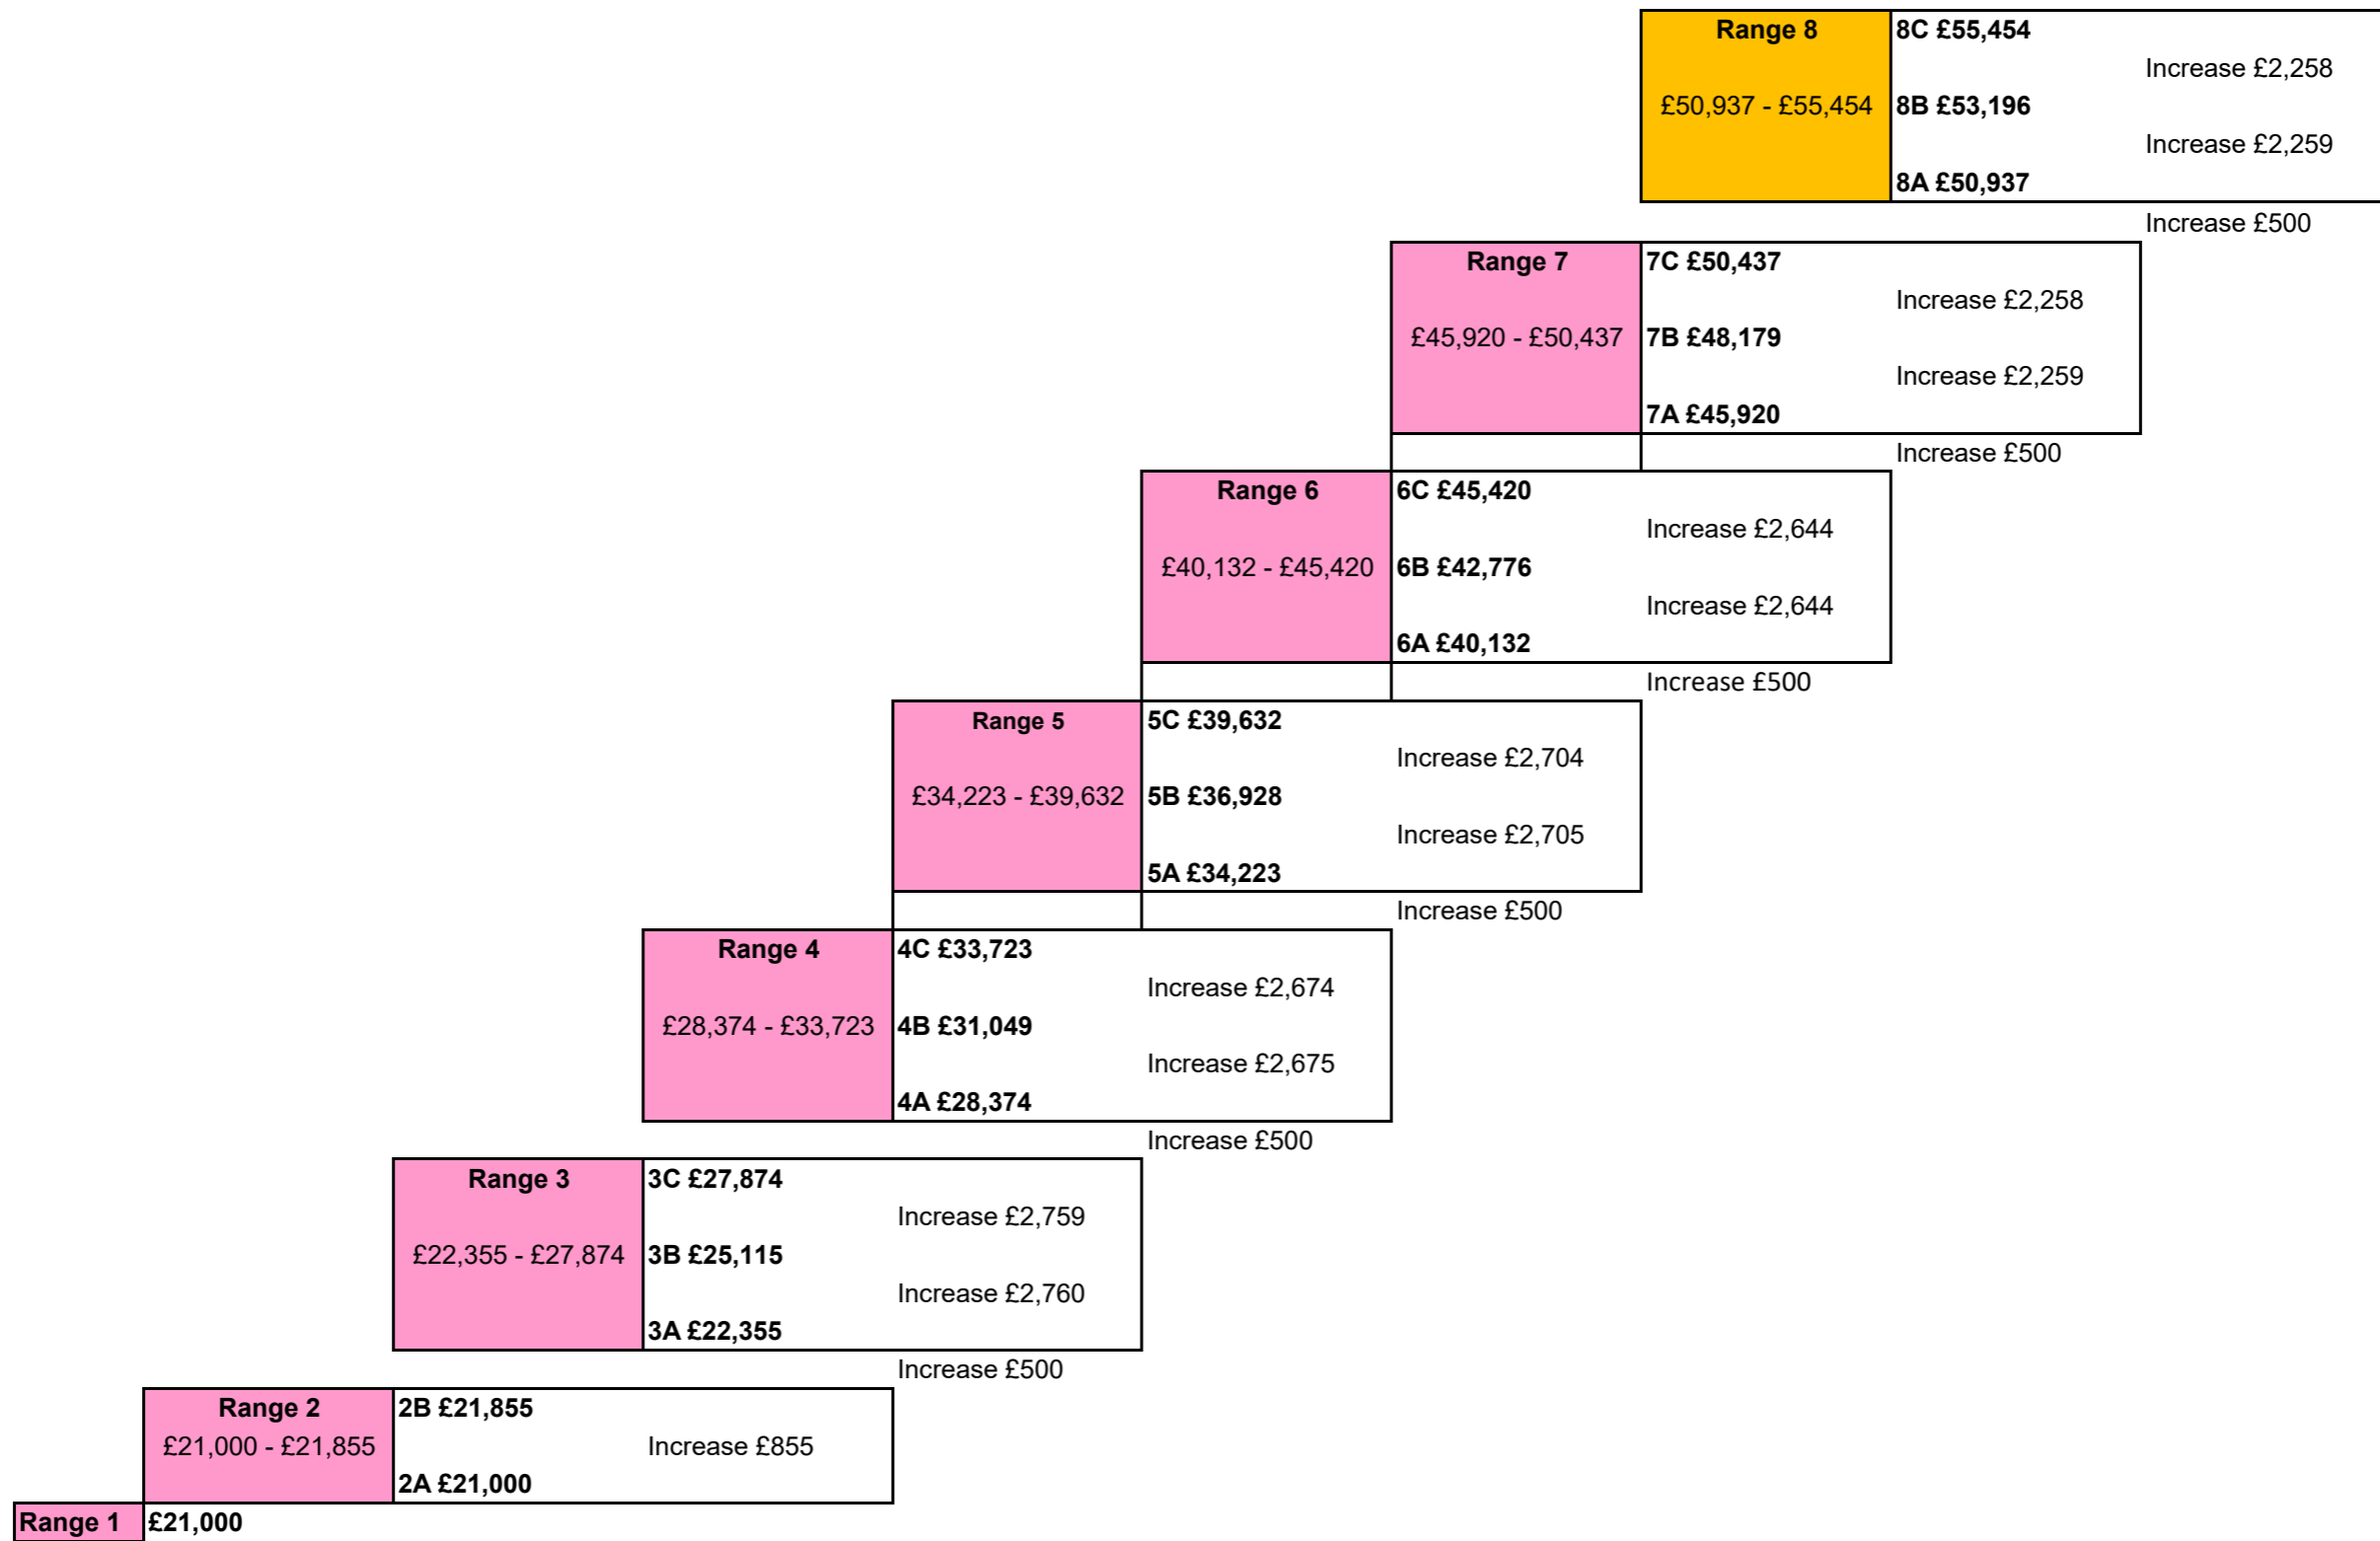 Range 8 8C £55,454
Increase £2,258
£50,937 - £55,454 8B £53,196
Increase £2,259
8A £50,937
Increase £500
Range 7 7C £50,437
Increase £2,258
£45,920 - £50,437 7B £48,179
Increase £2,259
7A £45,920
Increase £500
Range 6 6C £45,420
Increase £2,644
£40,132 - £45,420 6B £42,776
Increase £2,644
6A £40,132
Increase £500
Range 5 5C £39,632
Increase £2,704
£34,223 - £39,632 5B £36,928
Increase £2,705
5A £34,223
Increase £500
Range 4 4C £33,723
Increase £2,674
£28,374 - £33,723 4B £31,049
Increase £2,675
4A £28,374
Increase £500
Range 3 3C £27,874
Increase £2,759
£22,355 - £27,874 3B £25,115
Increase £2,760
3A £22,355
Increase £500
Range 2 2B £21,855
£21,000 - £21,855 Increase £855
2A £21,000
Range 1 £21,000